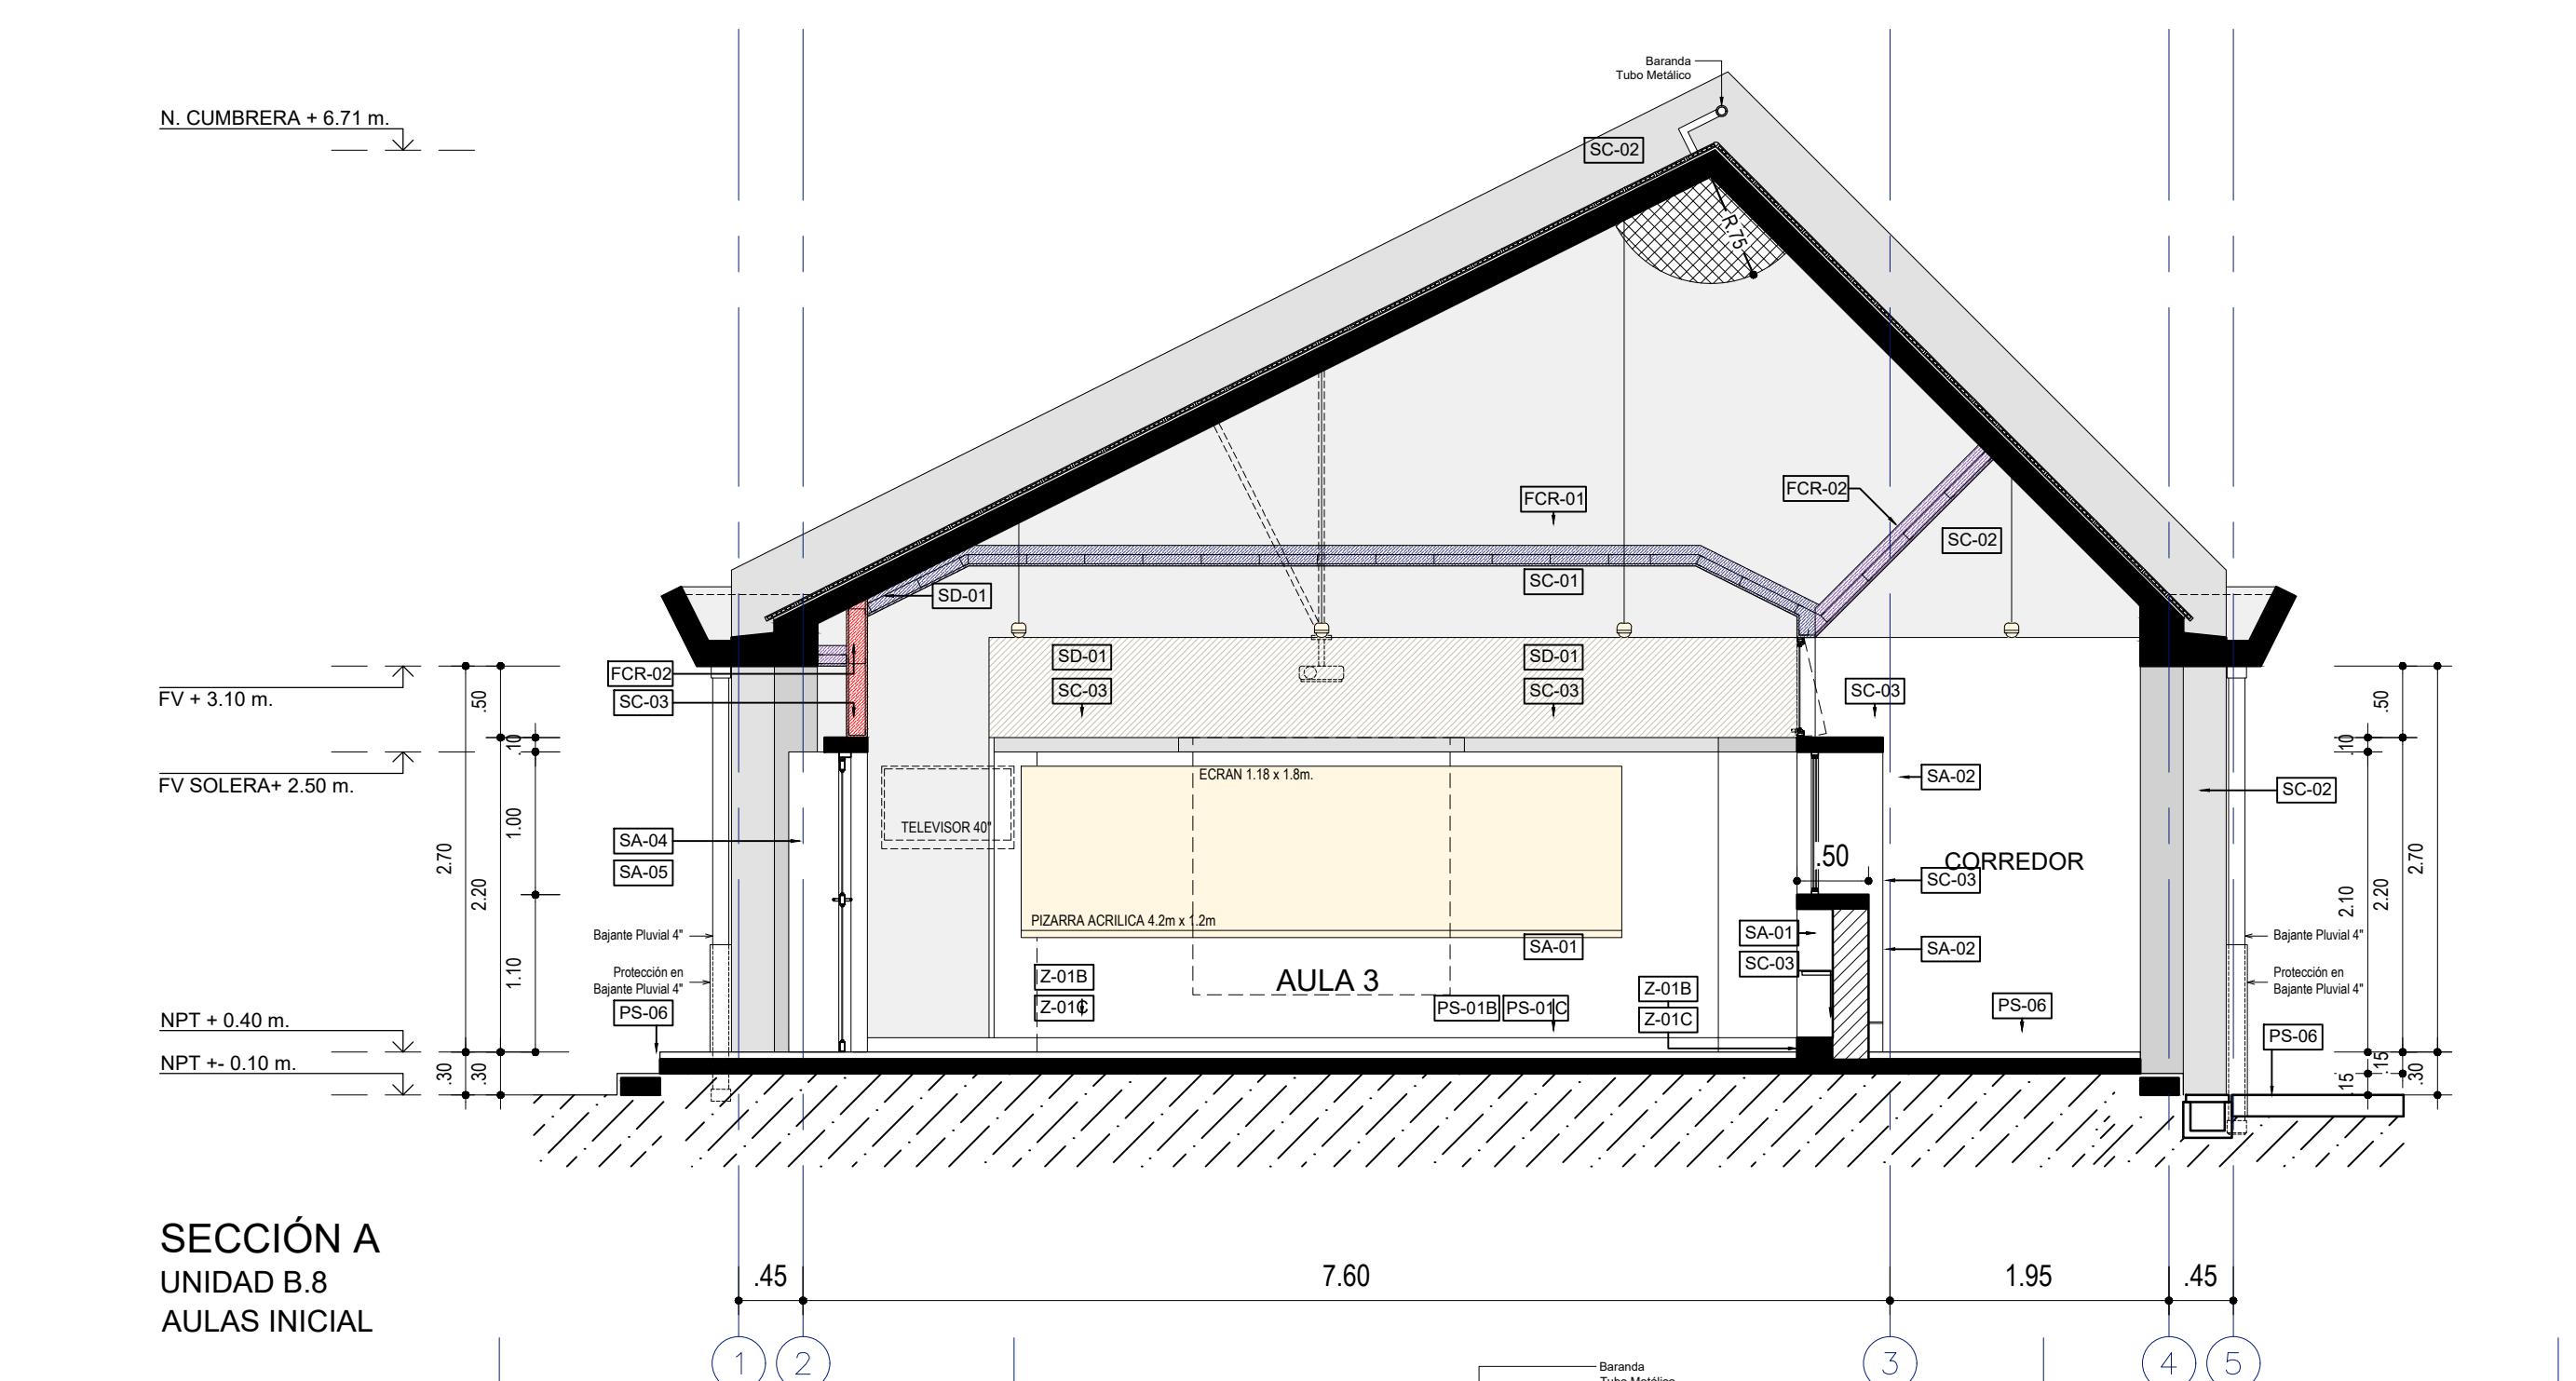 Baranda
Tubo Metálico
N. CUMBRERA + 6.71 m.
SC-02
R.75
FCR-01
FCR-02
SC-02
SC-01
SD-01
FCR-02
SC-03
SD-01
SC-03
SD-01
SC-03
SC-03
FV + 3.10 m.
FV SOLERA+ 2.50 m.
.50
.10
1.00
2.70
2.20
1.10
.30
.30
SA-04
SA-05
TELEVISOR 40"
ECRAN 1.18 x 1.8m.
PIZARRA ACRILICA 4.2m x 1.2m
AULA 3
SA-01
.50
SA-02
CORREDOR
SC-03
SA-01
SA-02
SC-03
SC-02
.50
.10
2.10
2.20
2.70
.15
.15
.30
Bajante Pluvial 4"
Protección en
Bajante Pluvial 4"
PS-06
Z-01B
Z-01C
PS-01B
PS-01C
Z-01B
Z-01C
PS-06
Bajante Pluvial 4"
Protección en
Bajante Pluvial 4"
PS-06
NPT + 0.40 m.
NPT +- 0.10 m.
SECCIÓN A
UNIDAD B.8
AULAS INICIAL
.45
7.60
1.95
.45
1
2
3
4
5
Baranda
Tubo Metálico